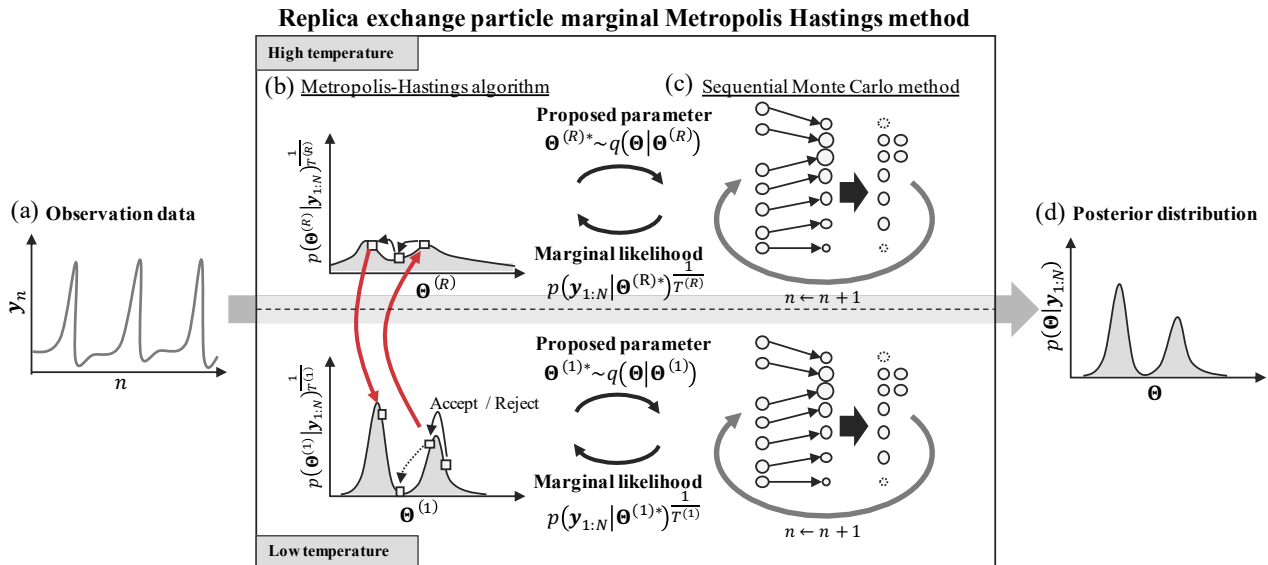 Replica exchange particle marginal Metropolis Hastings method
High temperature
(b) Metropolis-Hastings algorithm
(c) Sequential Monte Carlo method
Proposed parameter
𝚯^(R)* ~ q(𝚯|𝚯^(R))
p(𝚯^(R)|y_1:N)^(1/T^(R))
𝚯^(R)
Marginal likelihood
p(y_1:N|𝚯^(R)*)^(1/T^(R))
n ← n + 1
(a) Observation data
y_n
n
(d) Posterior distribution
p(𝚯|y_1:N)
𝚯
Proposed parameter
𝚯^(1)* ~ q(𝚯|𝚯^(1))
Accept / Reject
p(𝚯^(1)|y_1:N)^(1/T^(1))
𝚯^(1)
Marginal likelihood
p(y_1:N|𝚯^(1)*)^(1/T^(1))
n ← n + 1
Low temperature